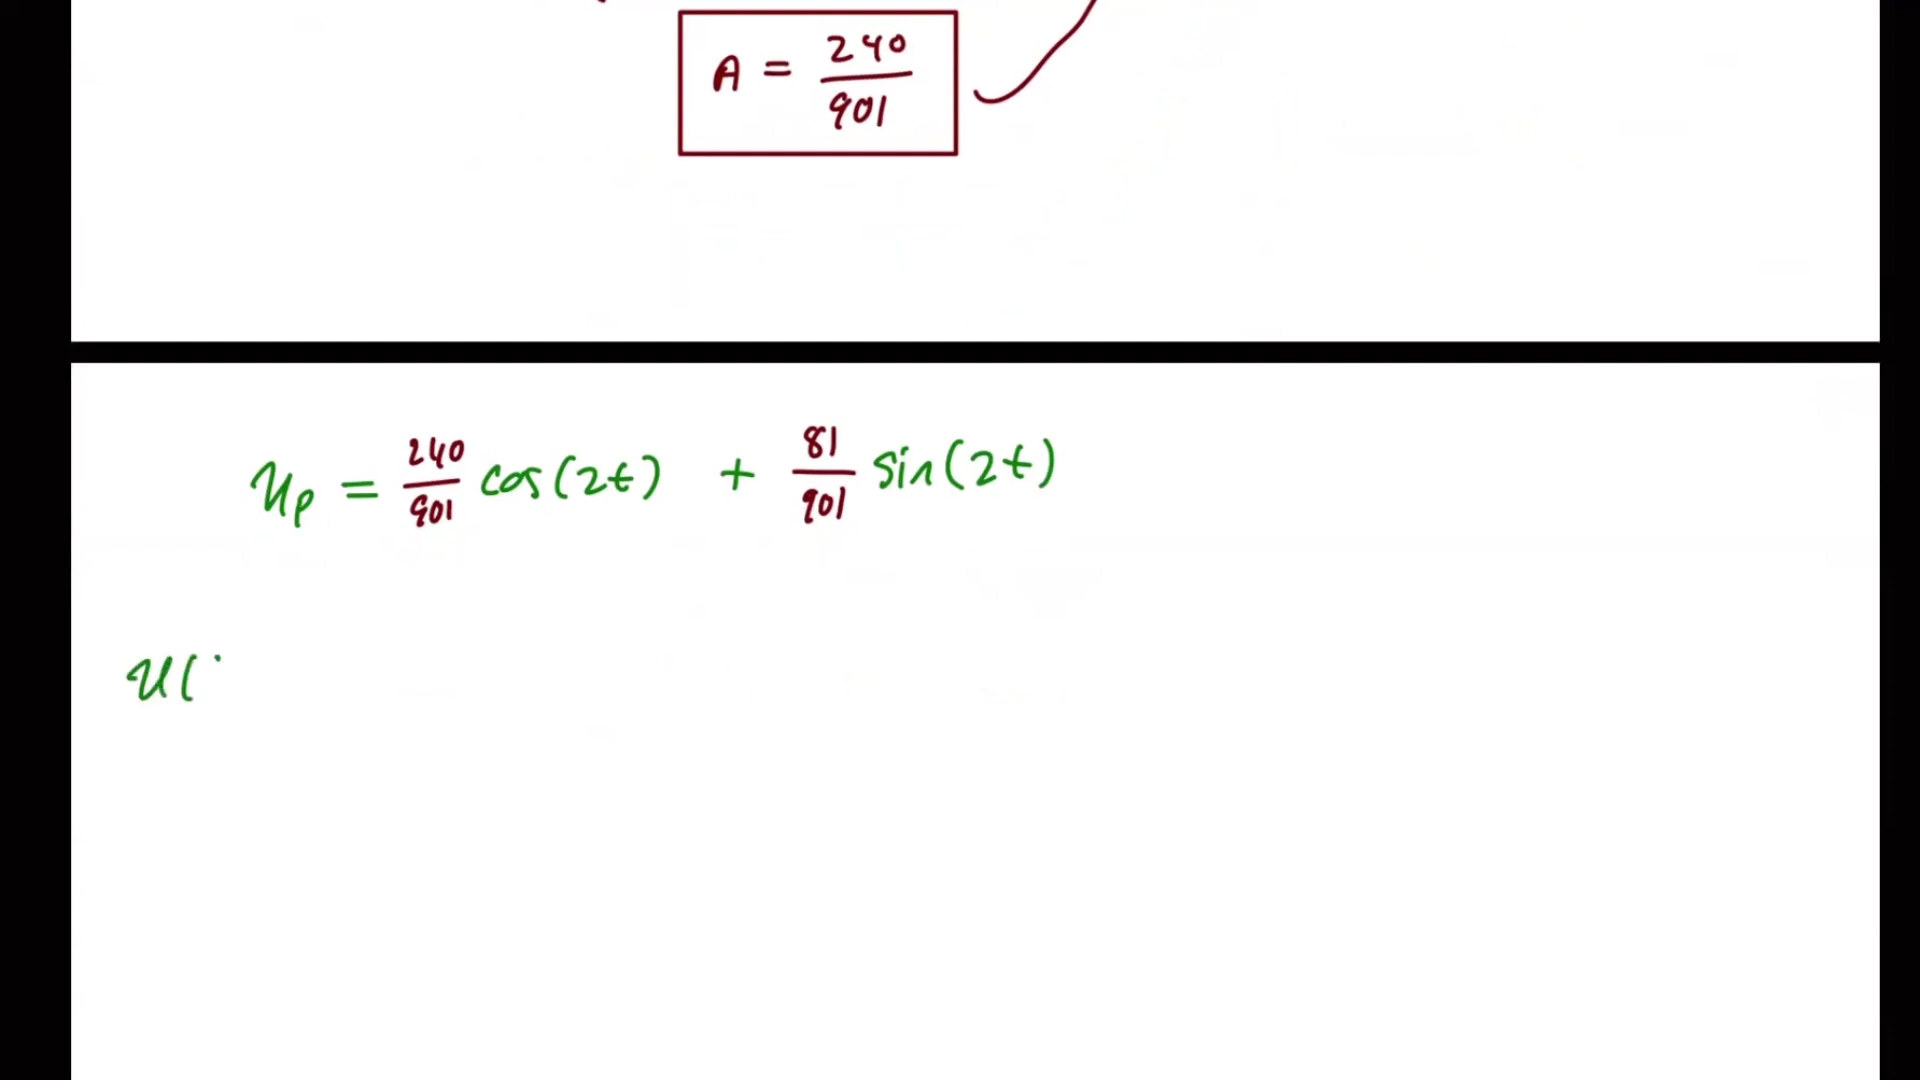 A = 240/901
u_p = 240/901 cos(2t) + 81/901 sin(2t)
u(